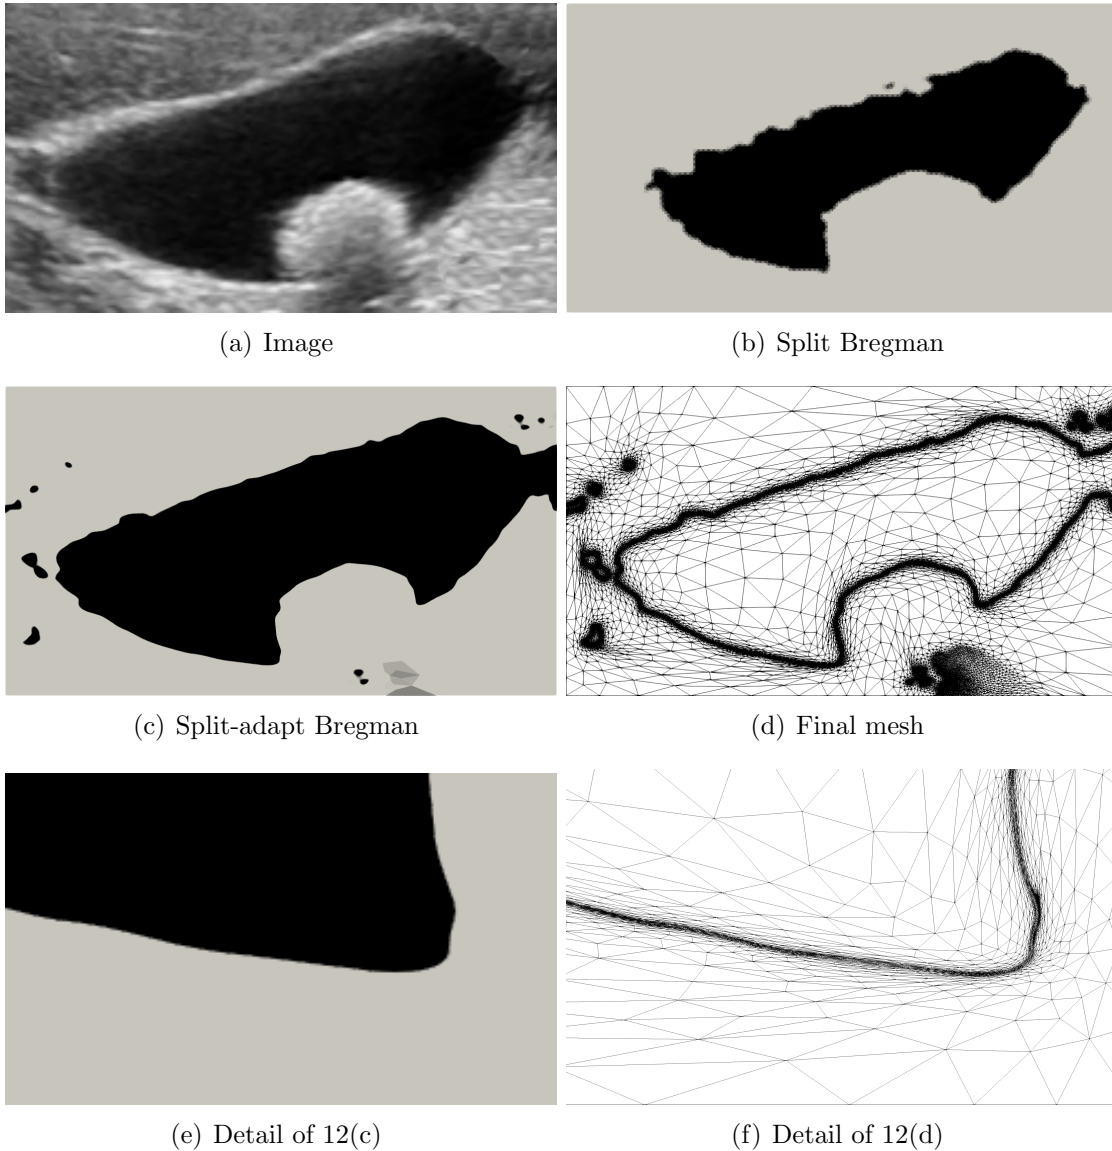 (a) Image
(b) Split Bregman
(c) Split-adapt Bregman
(d) Final mesh
(e) Detail of 12(c)
(f) Detail of 12(d)